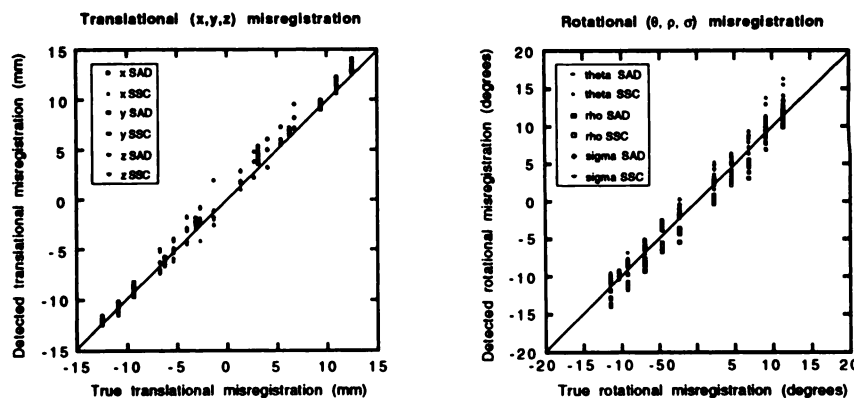 Translational (x,y,z) misregistration
Detected translational misregistration (mm)
15
10
5
0
-5
-10
-15
x SAD
x SSC
y SAD
y SSC
z SAD
z SSC
-15 -10 -5 0 5 10 15
True translational misregistration (mm)
Rotational (θ, ρ, σ) misregistration
Detected rotational misregistration (degrees)
20
15
10
5
0
-5
-10
-15
-20
theta SAD
theta SSC
rho SAD
rho SSC
sigma SAD
sigma SSC
-20 -15 -10 -50 0 5 10 15 20
True rotational misregistration (degrees)